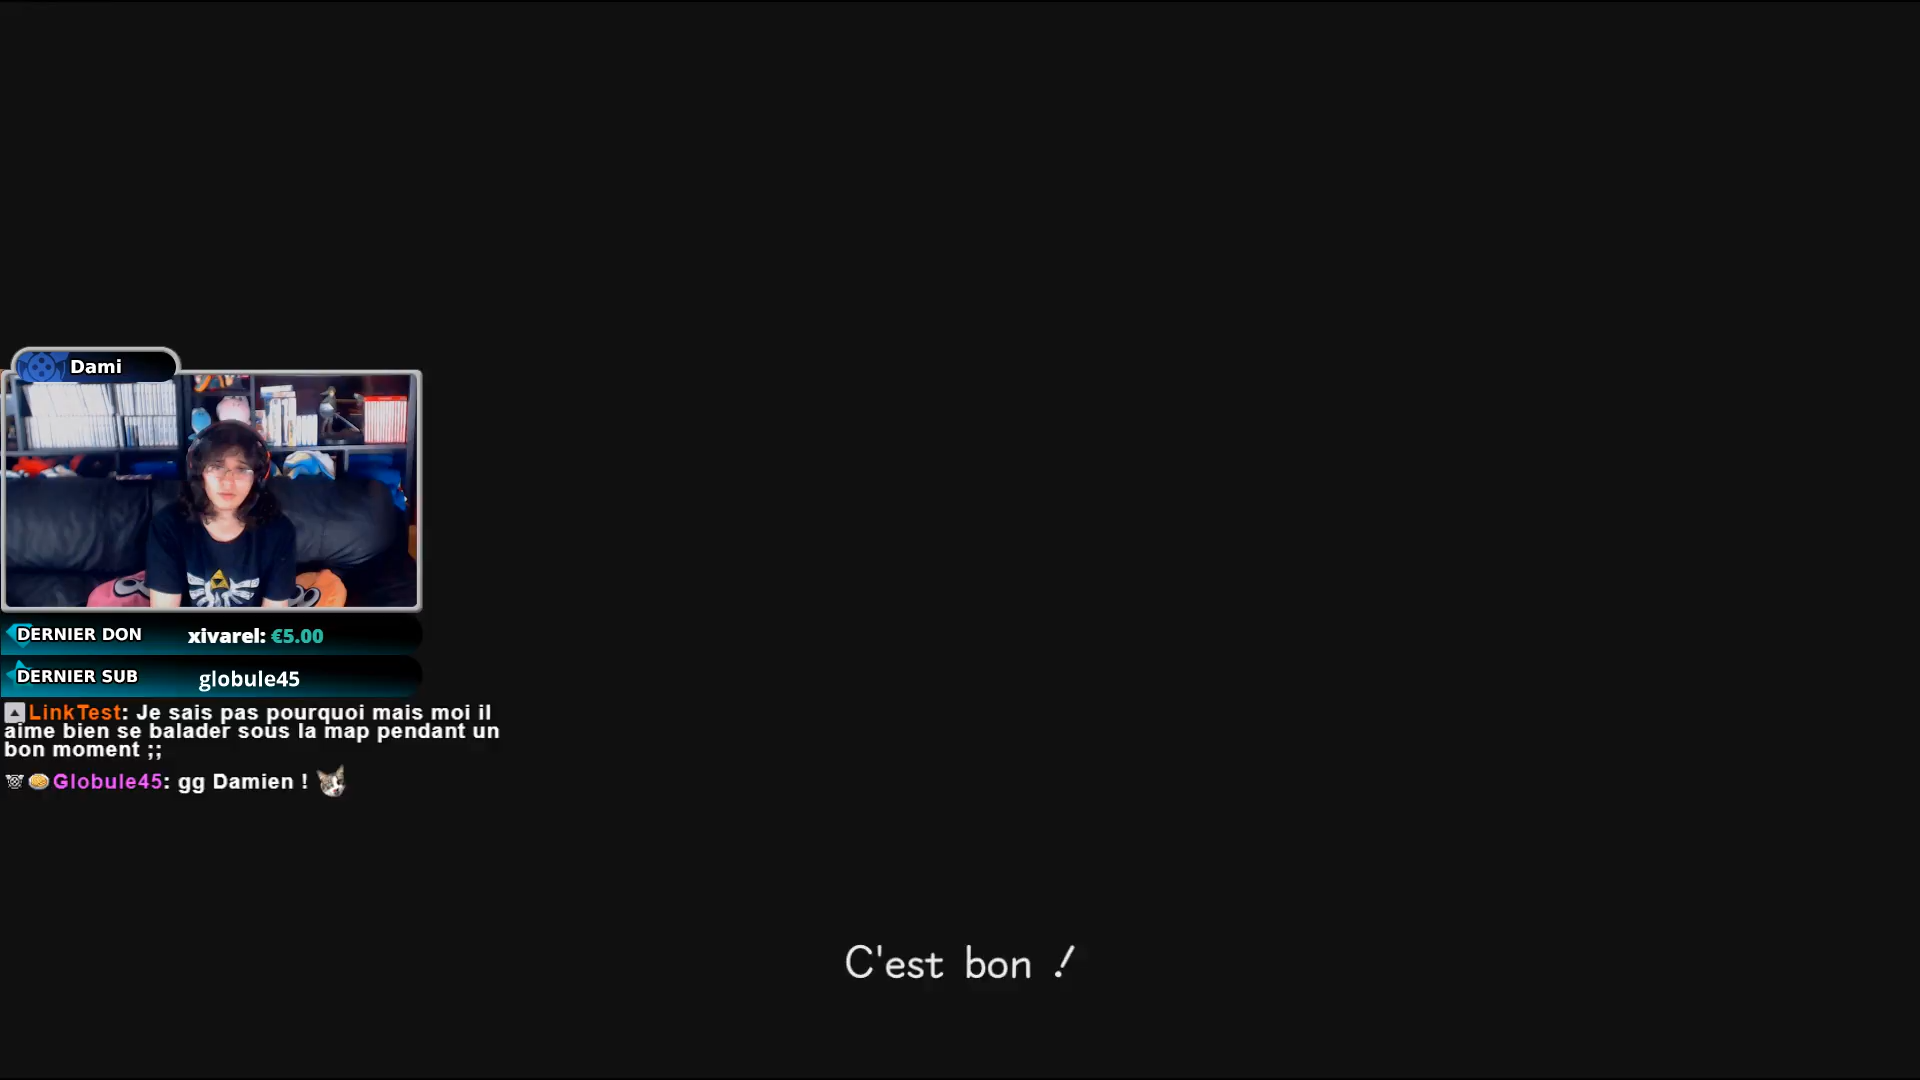 Dami
DERNIER DON xivarel: €5.00
DERNIER SUB globule45
LinkTest: Je sais pas pourquoi mais moi il
aime bien se balader sous la map pendant un
bon moment ;;
Globule45: gg Damien !
C'est bon !